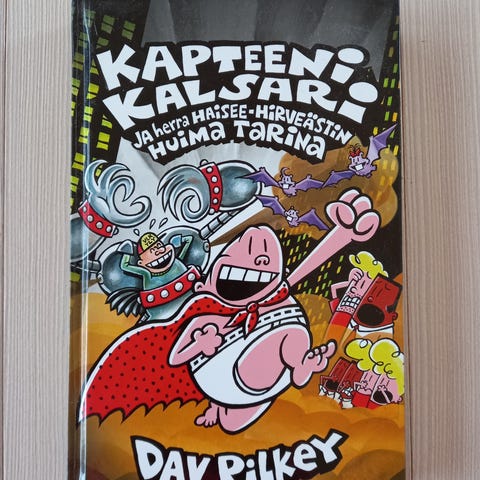 KAPTEENI
KALSARI
JA herra HAISEE-HIRVEÄSTIN
HUIMA TARINA
DAV PILKEY